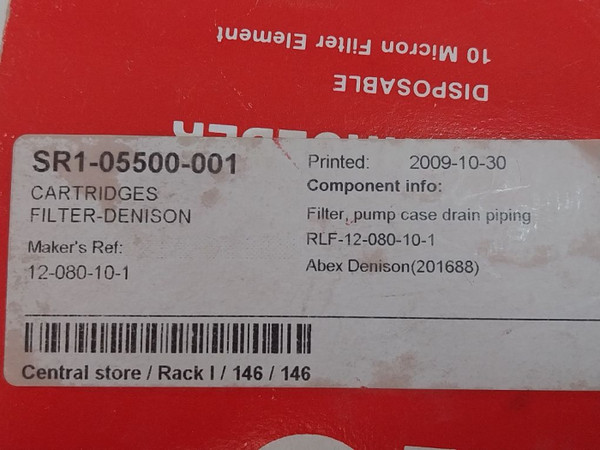 10 Micron Filter Element
DISPOSABLE
SR1-05500-001
CARTRIDGES
FILTER-DENISON
Maker's Ref:
12-080-10-1
Printed: 2009-10-30
Component info:
Filter, pump case drain piping
RLF-12-080-10-1
Abex Denison(201688)
Central store / Rack I / 146 / 146